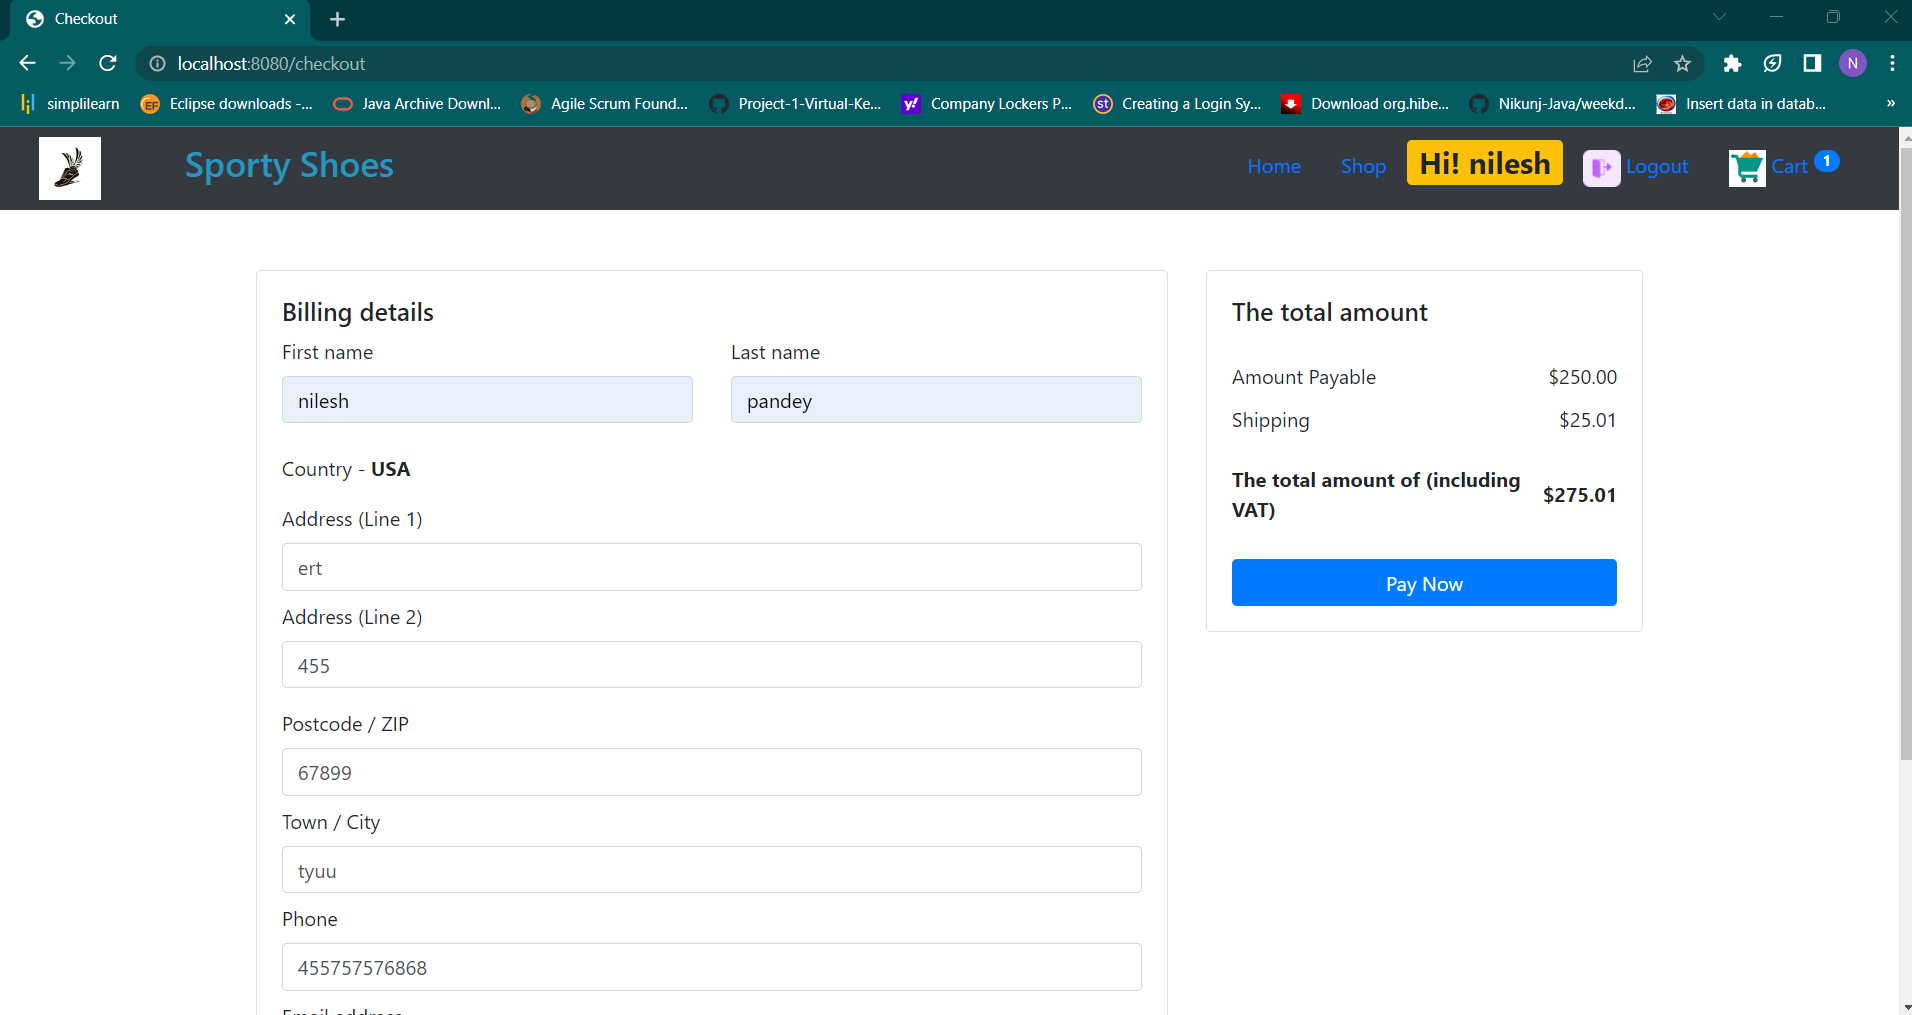 Checkout
localhost:8080/checkout
N
simplilearn
Eclipse downloads -...
Java Archive Downl...
Agile Scrum Found...
Project-1-Virtual-Ke...
Company Lockers P...
Creating a Login Sy...
Download org.hibe...
Nikunj-Java/weekd...
Insert data in datab...
»
Sporty Shoes
Home
Shop
Hi! nilesh
Logout
Cart 1
Billing details
First name
Last name
nilesh
pandey
Country - USA
Address (Line 1)
ert
Address (Line 2)
455
Postcode / ZIP
67899
Town / City
tyuu
Phone
455757576868
Email address
The total amount
Amount Payable $250.00
Shipping $25.01
The total amount of (including
VAT)
$275.01
Pay Now